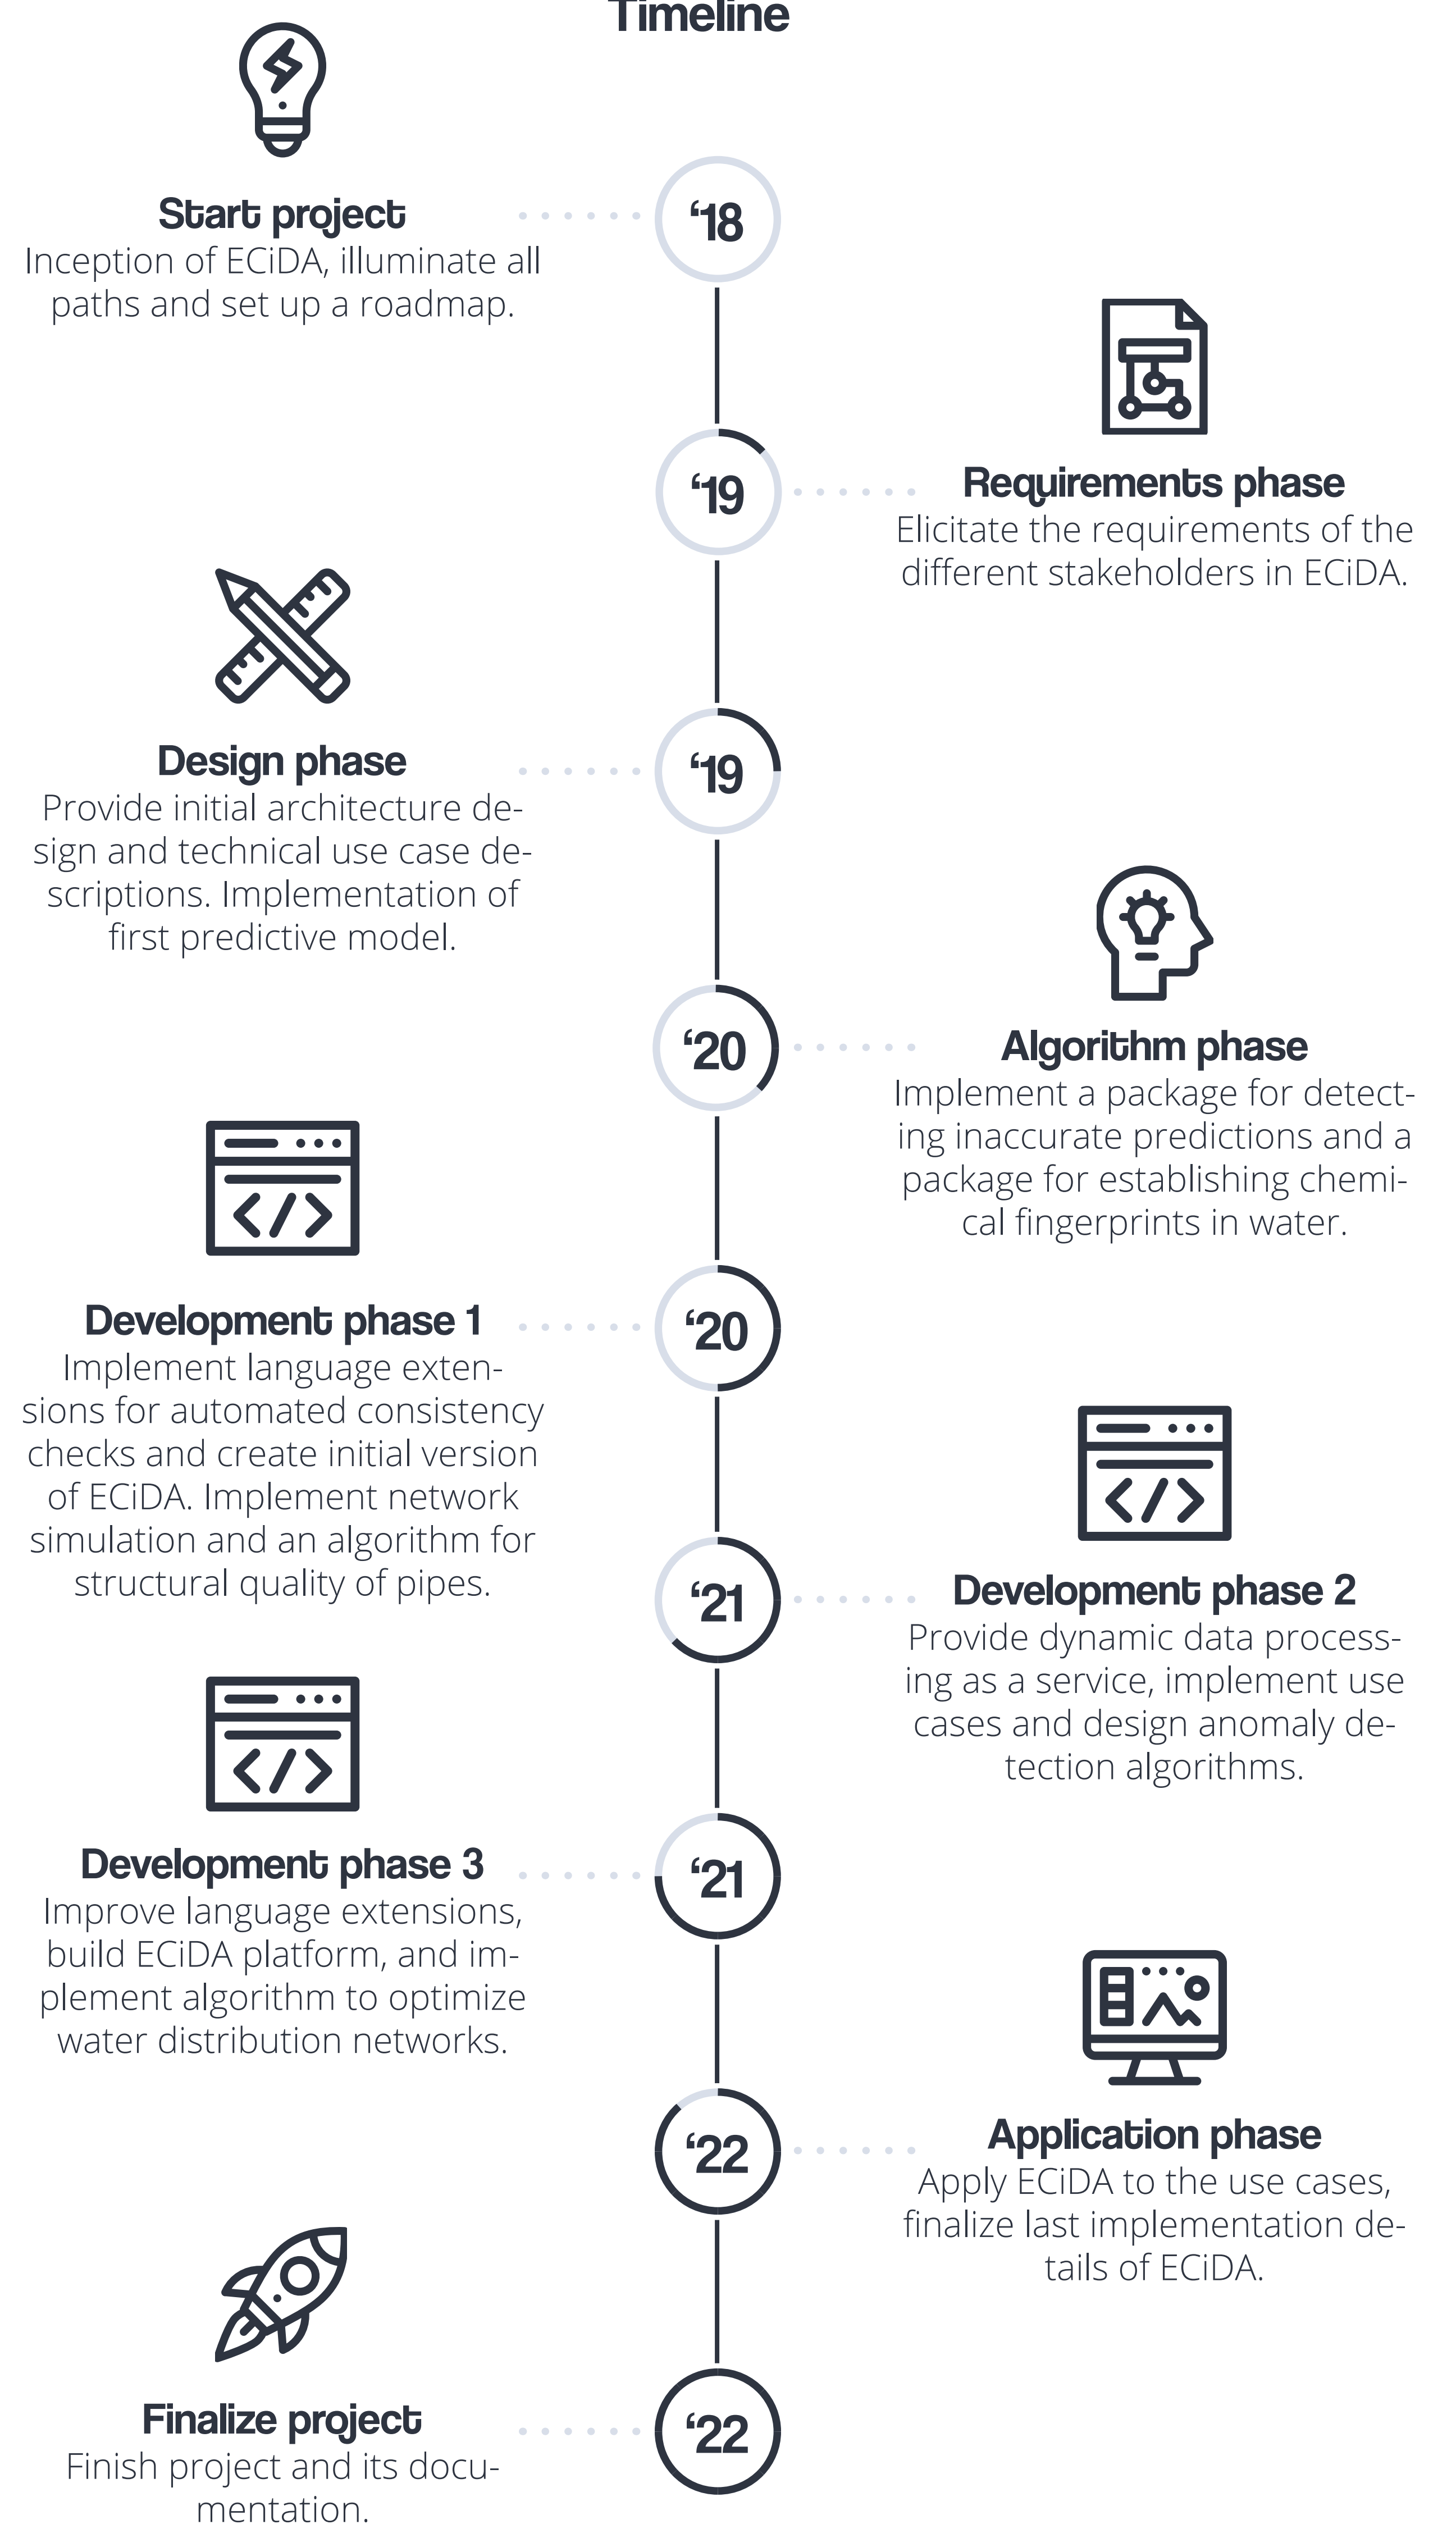 Timeline
Start project
Inception of ECiDA, illuminate all
paths and set up a roadmap.
‘18
‘19
Requirements phase
Elicitate the requirements of the
different stakeholders in ECiDA.
Design phase
Provide initial architecture de-
sign and technical use case de-
scriptions. Implementation of
first predictive model.
‘19
‘20
Algorithm phase
Implement a package for detect-
ing inaccurate predictions and a
package for establishing chemi-
cal fingerprints in water.
Development phase 1
Implement language exten-
sions for automated consistency
checks and create initial version
of ECiDA. Implement network
simulation and an algorithm for
structural quality of pipes.
‘20
‘21
Development phase 2
Provide dynamic data process-
ing as a service, implement use
cases and design anomaly de-
tection algorithms.
Development phase 3
Improve language extensions,
build ECiDA platform, and im-
plement algorithm to optimize
water distribution networks.
‘21
‘22
Application phase
Apply ECiDA to the use cases,
finalize last implementation de-
tails of ECiDA.
Finalize project
Finish project and its docu-
mentation.
‘22